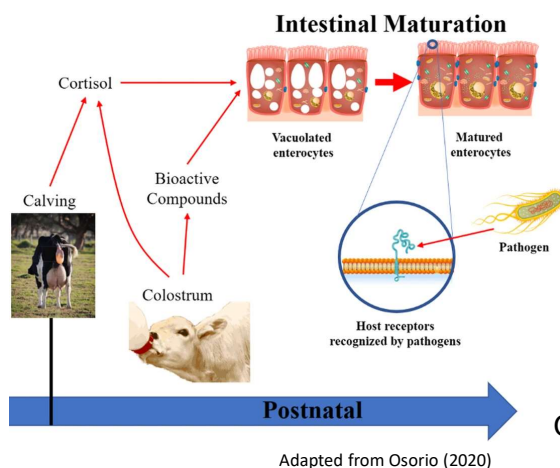 Intestinal Maturation
Cortisol
Vacuolated
enterocytes
Matured
enterocytes
Bioactive
Compounds
Calving
Colostrum
Pathogen
Host receptors
recognized by pathogens
Postnatal
Adapted from Osorio (2020)